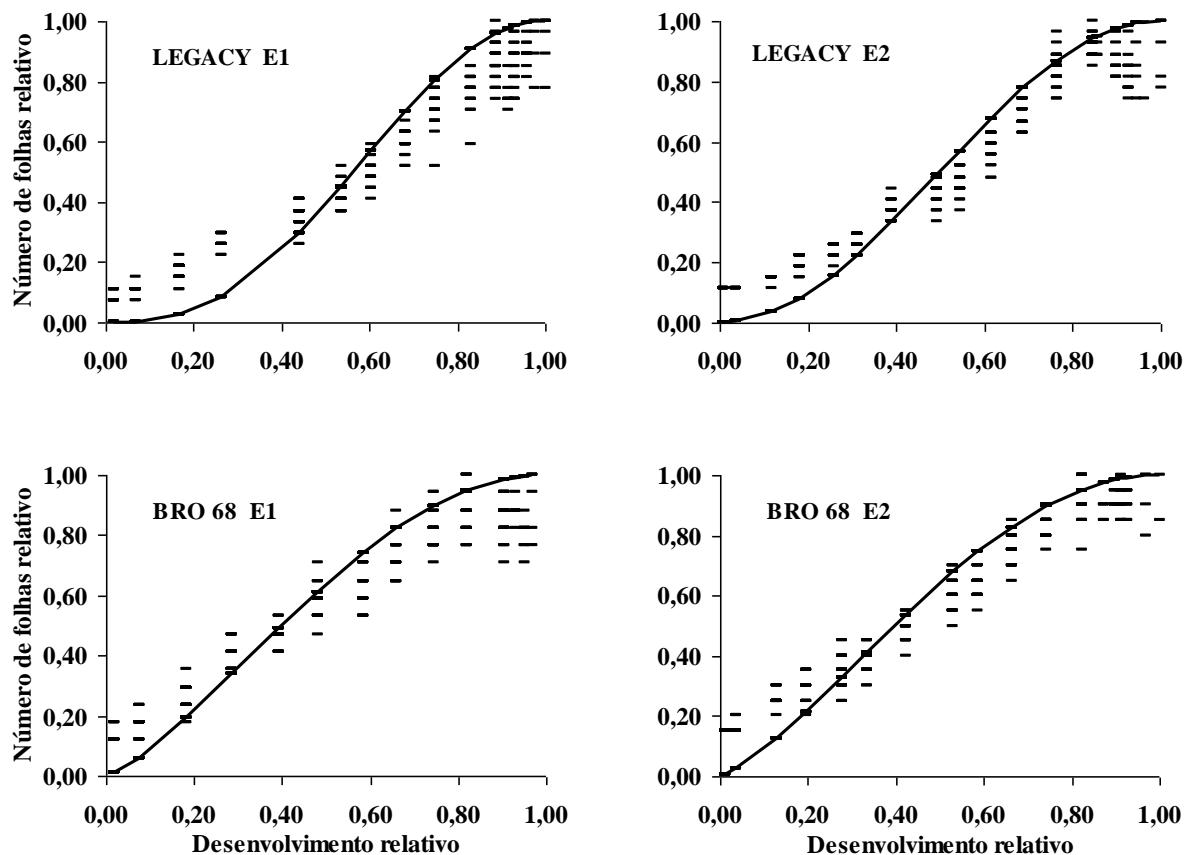 1,00 1,00
LEGACY E1 LEGACY E2
0,80 0,80
0,60 0,60
0,40 0,40
0,20 0,20
0,00 0,00
Número de folhas relativo
0,00 0,20 0,40 0,60 0,80 1,00 0,00 0,20 0,40 0,60 0,80 1,00
1,00 1,00
BRO 68 E1 BRO 68 E2
0,80 0,80
0,60 0,60
0,40 0,40
0,20 0,20
0,00 0,00
Número de folhas relativo
0,00 0,20 0,40 0,60 0,80 1,00 0,00 0,20 0,40 0,60 0,80 1,00
Desenvolvimento relativo Desenvolvimento relativo